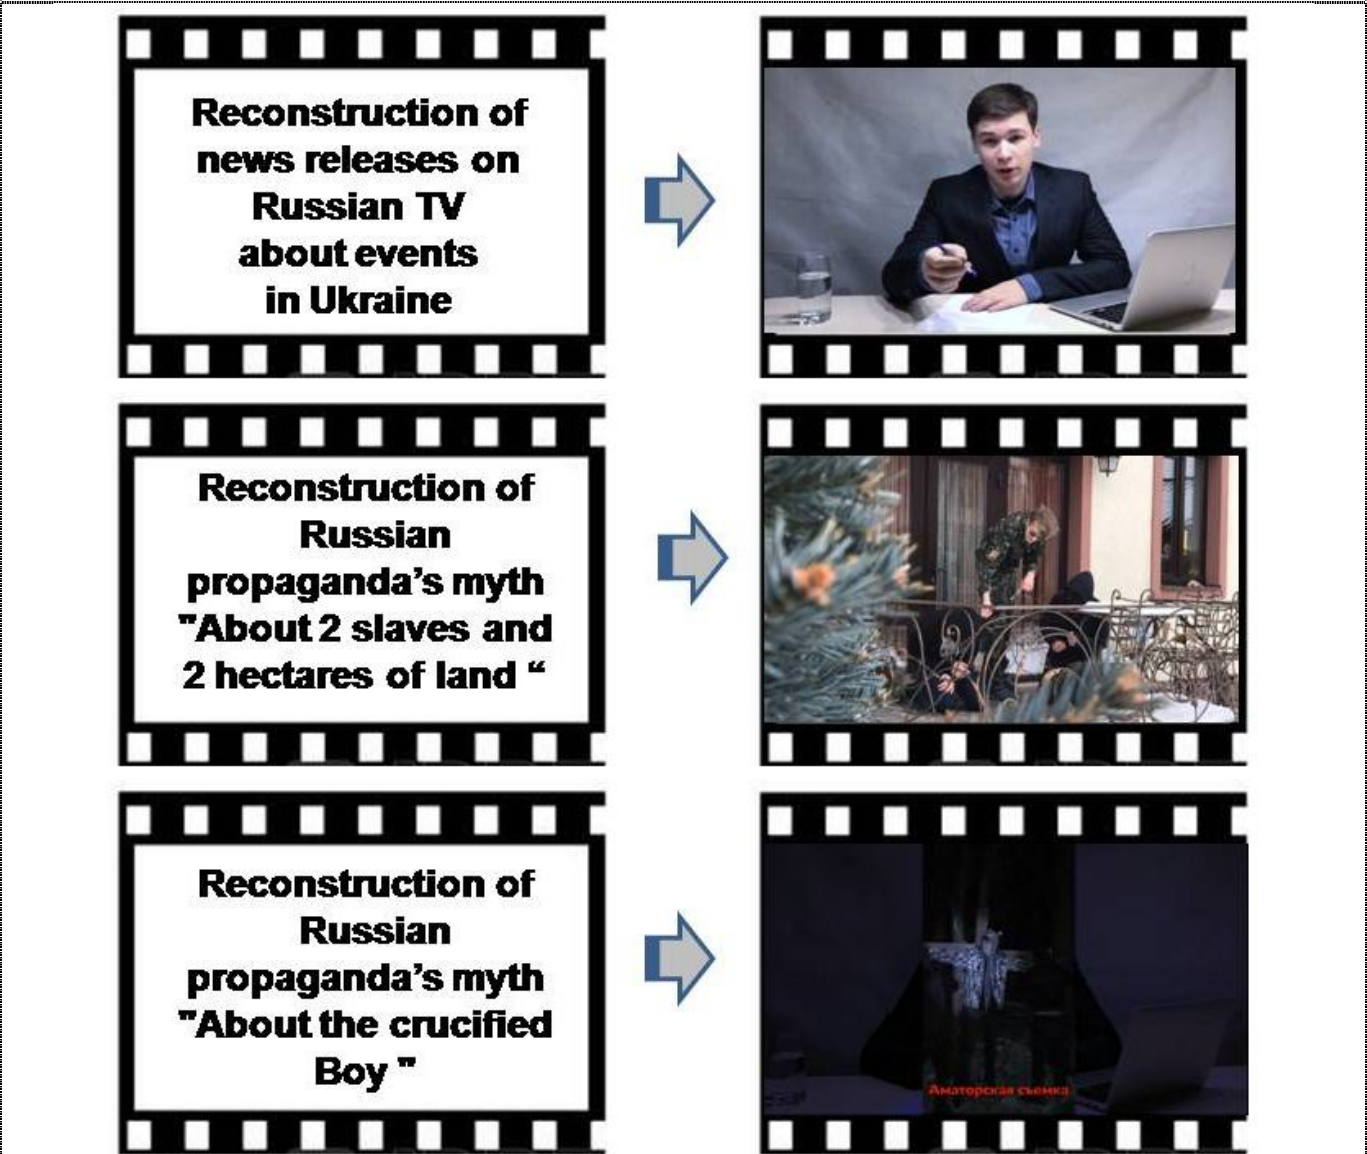 Reconstruction of
news releases on
Russian TV
about events
in Ukraine
Reconstruction of
Russian
propaganda’s myth
"About 2 slaves and
2 hectares of land “
Reconstruction of
Russian
propaganda’s myth
"About the crucified
Boy "
Аматорская съемка